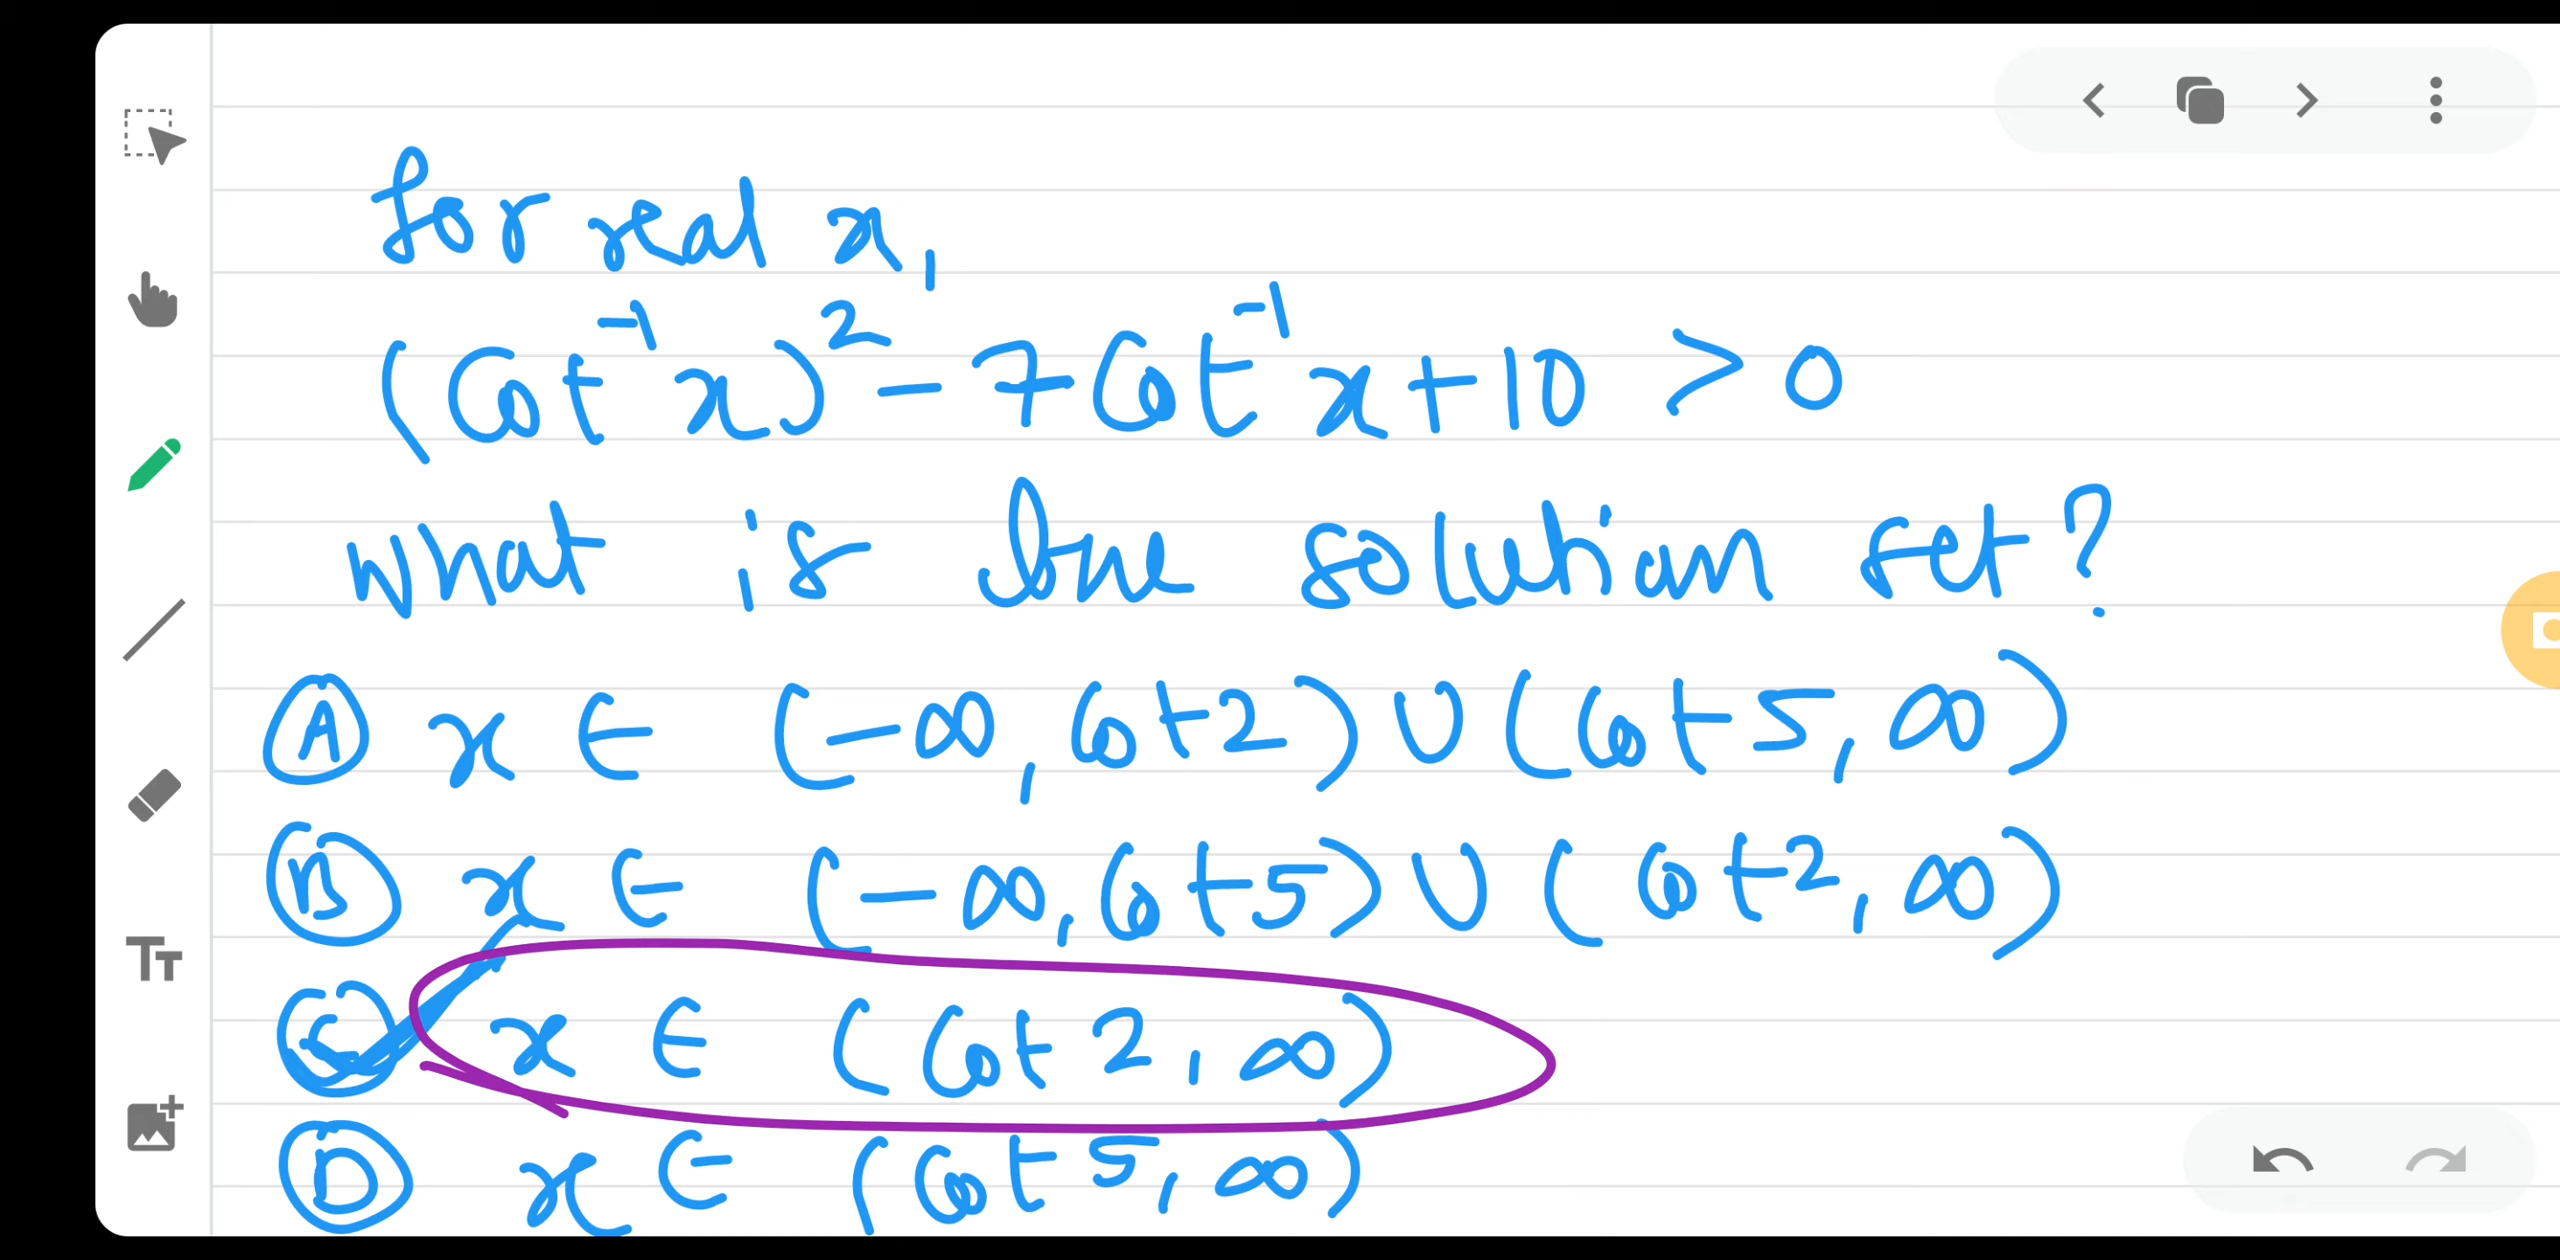 for real x,
(Cot⁻¹x)² - 7Cot⁻¹x + 10 > 0
What is the solution set?
(A) x ∈ (-∞, Cot2) ∪ (Cot5, ∞)
(B) x ∈ (-∞, Cot5) ∪ (Cot2, ∞)
(C) x ∈ (Cot2, ∞)
(D) x ∈ (Cot5, ∞)
TT